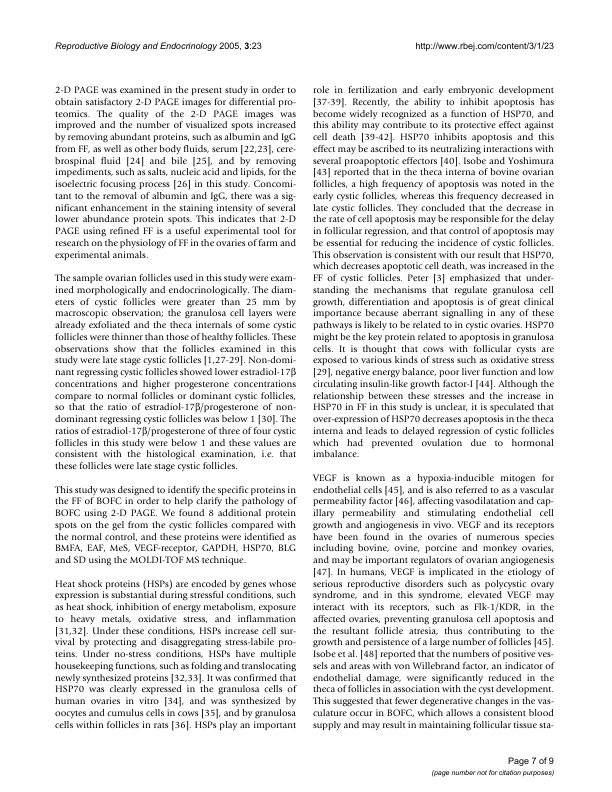 Reproductive Biology and Endocrinology 2005, 3:23
http://www.rbej.com/content/3/1/23
2-D PAGE was examined in the present study in order to
obtain satisfactory 2-D PAGE images for differential pro-
teomics. The quality of the 2-D PAGE images was
improved and the number of visualized spots increased
by removing abundant proteins, such as albumin and IgG
from FF, as well as other body fluids, serum [22,23], cere-
brospinal fluid [24] and bile [25], and by removing
impediments, such as salts, nucleic acid and lipids, for the
isoelectric focusing process [26] in this study. Concomi-
tant to the removal of albumin and IgG, there was a sig-
nificant enhancement in the staining intensity of several
lower abundance protein spots. This indicates that 2-D
PAGE using refined FF is a useful experimental tool for
research on the physiology of FF in the ovaries of farm and
experimental animals.
The sample ovarian follicles used in this study were exam-
ined morphologically and endocrinologically. The diam-
eters of cystic follicles were greater than 25 mm by
macroscopic observation; the granulosa cell layers were
already exfoliated and the theca internals of some cystic
follicles were thinner than those of healthy follicles. These
observations show that the follicles examined in this
study were late stage cystic follicles [1,27-29]. Non-domi-
nant regressing cystic follicles showed lower estradiol-17β
concentrations and higher progesterone concentrations
compare to normal follicles or dominant cystic follicles,
so that the ratio of estradiol-17β/progesterone of non-
dominant regressing cystic follicles was below 1 [30]. The
ratios of estradiol-17β/progesterone of three of four cystic
follicles in this study were below 1 and these values are
consistent with the histological examination, i.e. that
these follicles were late stage cystic follicles.
This study was designed to identify the specific proteins in
the FF of BOFC in order to help clarify the pathology of
BOFC using 2-D PAGE. We found 8 additional protein
spots on the gel from the cystic follicles compared with
the normal control, and these proteins were identified as
BMFA, EAF, MeS, VEGF-receptor, GAPDH, HSP70, BLG
and SD using the MOLDI-TOF MS technique.
Heat shock proteins (HSPs) are encoded by genes whose
expression is substantial during stressful conditions, such
as heat shock, inhibition of energy metabolism, exposure
to heavy metals, oxidative stress, and inflammation
[31,32]. Under these conditions, HSPs increase cell sur-
vival by protecting and disaggregating stress-labile pro-
teins. Under no-stress conditions, HSPs have multiple
housekeeping functions, such as folding and translocating
newly synthesized proteins [32,33]. It was confirmed that
HSP70 was clearly expressed in the granulosa cells of
human ovaries in vitro [34], and was synthesized by
oocytes and cumulus cells in cows [35], and by granulosa
cells within follicles in rats [36]. HSPs play an important
role in fertilization and early embryonic development
[37-39]. Recently, the ability to inhibit apoptosis has
become widely recognized as a function of HSP70, and
this ability may contribute to its protective effect against
cell death [39-42]. HSP70 inhibits apoptosis and this
effect may be ascribed to its neutralizing interactions with
several proapoptotic effectors [40]. Isobe and Yoshimura
[43] reported that in the theca interna of bovine ovarian
follicles, a high frequency of apoptosis was noted in the
early cystic follicles, whereas this frequency decreased in
late cystic follicles. They concluded that the decrease in
the rate of cell apoptosis may be responsible for the delay
in follicular regression, and that control of apoptosis may
be essential for reducing the incidence of cystic follicles.
This observation is consistent with our result that HSP70,
which decreases apoptotic cell death, was increased in the
FF of cystic follicles. Peter [3] emphasized that under-
standing the mechanisms that regulate granulosa cell
growth, differentiation and apoptosis is of great clinical
importance because aberrant signalling in any of these
pathways is likely to be related to in cystic ovaries. HSP70
might be the key protein related to apoptosis in granulosa
cells. It is thought that cows with follicular cysts are
exposed to various kinds of stress such as oxidative stress
[29], negative energy balance, poor liver function and low
circulating insulin-like growth factor-I [44]. Although the
relationship between these stresses and the increase in
HSP70 in FF in this study is unclear, it is speculated that
over-expression of HSP70 decreases apoptosis in the theca
interna and leads to delayed regression of cystic follicles
which had prevented ovulation due to hormonal
imbalance.
VEGF is known as a hypoxia-inducible mitogen for
endothelial cells [45], and is also referred to as a vascular
permeability factor [46], affecting vasodilatation and cap-
illary permeability and stimulating endothelial cell
growth and angiogenesis in vivo. VEGF and its receptors
have been found in the ovaries of numerous species
including bovine, ovine, porcine and monkey ovaries,
and may be important regulators of ovarian angiogenesis
[47]. In humans, VEGF is implicated in the etiology of
serious reproductive disorders such as polycystic ovary
syndrome, and in this syndrome, elevated VEGF may
interact with its receptors, such as Flk-1/KDR, in the
affected ovaries, preventing granulosa cell apoptosis and
the resultant follicle atresia, thus contributing to the
growth and persistence of a large number of follicles [45].
Isobe et al. [48] reported that the numbers of positive ves-
sels and areas with von Willebrand factor, an indicator of
endothelial damage, were significantly reduced in the
theca of follicles in association with the cyst development.
This suggested that fewer degenerative changes in the vas-
culature occur in BOFC, which allows a consistent blood
supply and may result in maintaining follicular tissue sta-
Page 7 of 9
(page number not for citation purposes)